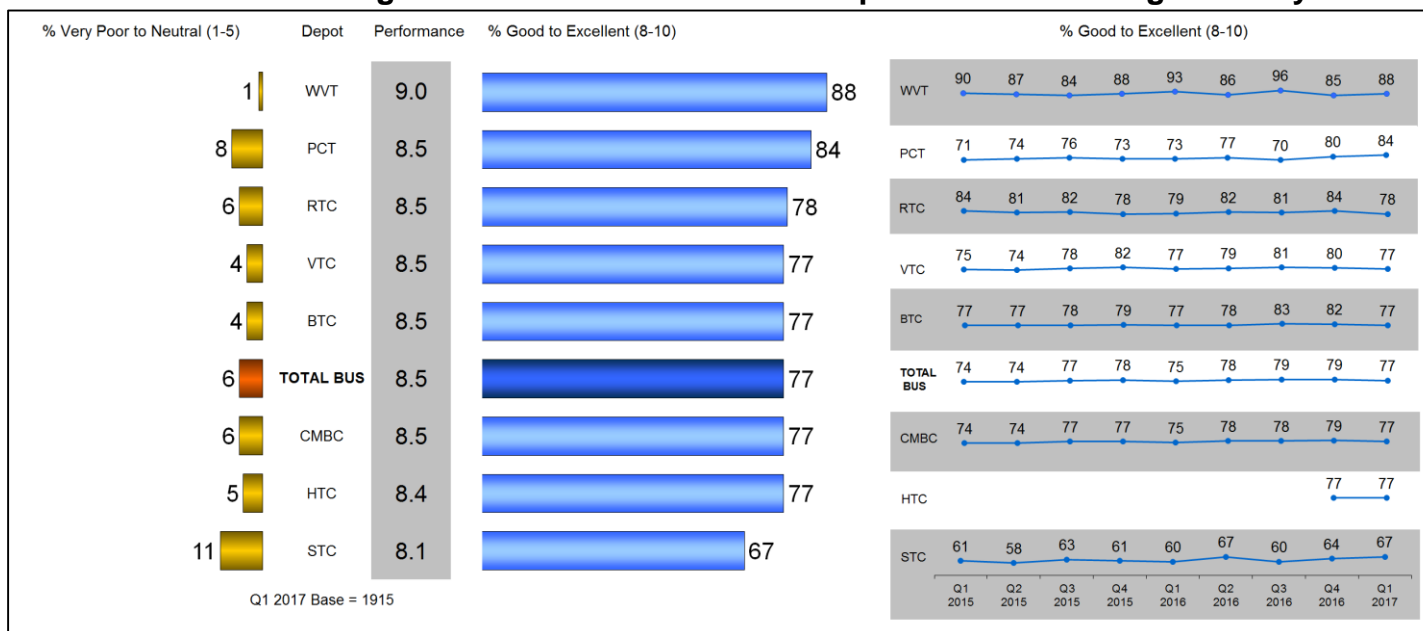 % Very Poor to Neutral (1-5) Depot Performance % Good to Excellent (8-10)
1 WVT 9.0 88
8 PCT 8.5 84
6 RTC 8.5 78
4 VTC 8.5 77
4 BTC 8.5 77
6 TOTAL BUS 8.5 77
6 CMBC 8.5 77
5 HTC 8.4 77
11 STC 8.1 67
Q1 2017 Base = 1915
% Good to Excellent (8-10)
WVT 90 87 84 88 93 86 96 85 88
PCT 71 74 76 73 73 77 70 80 84
RTC 84 81 82 78 79 82 81 84 78
VTC 75 74 78 82 77 79 81 80 77
BTC 77 77 78 79 77 78 83 82 77
TOTAL 74 74 77 78 75 78 79 79 77
BUS
CMBC 74 74 77 77 75 78 78 79 77
HTC 77 77
STC 61 58 63 61 60 67 60 64 67
Q1 Q2 Q3 Q4 Q1 Q2 Q3 Q4 Q1
2015 2015 2015 2015 2016 2016 2016 2016 2017